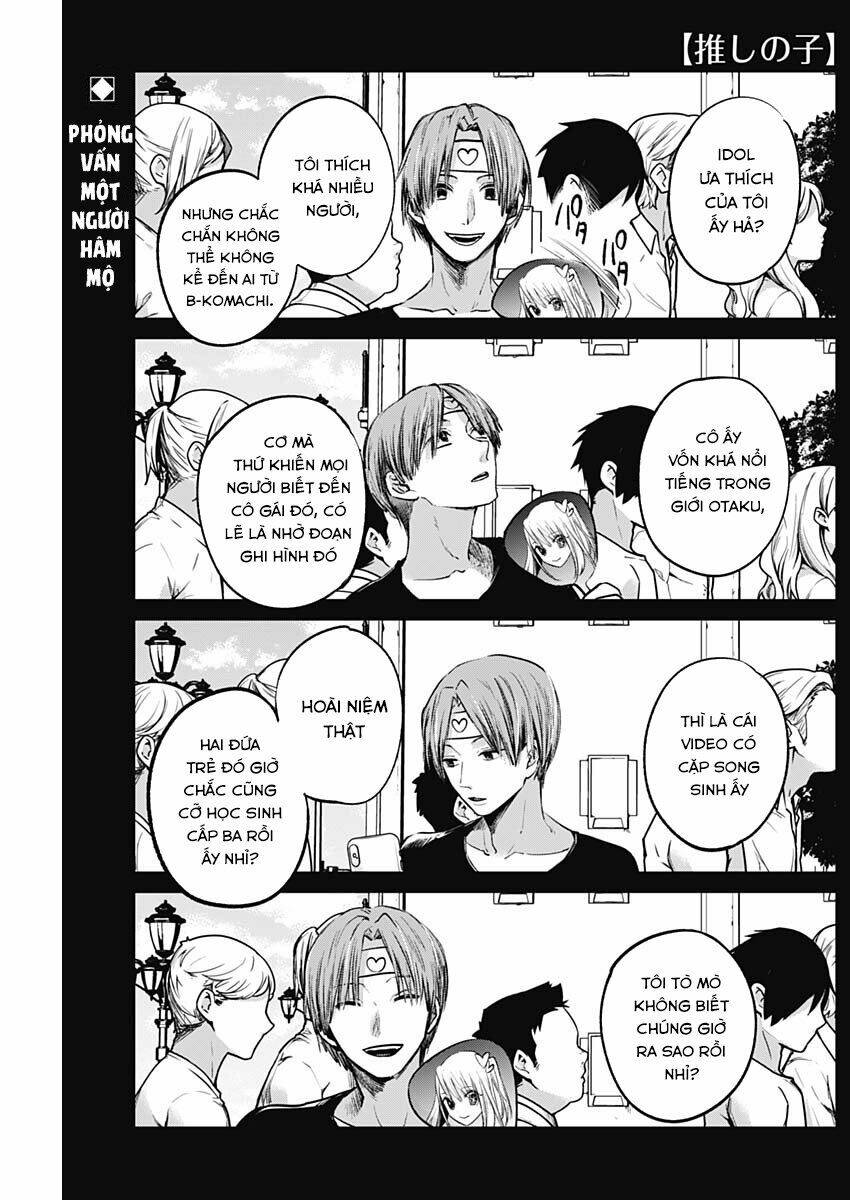 【推しの子】
PHỎNG
VẤN
MỘT
NGƯỜI
HÂM
MỘ
IDOL
ƯA THÍCH
CỦA TÔI
ẤY HẢ?
パタ
パタ
TÔI THÍCH
KHÁ NHIỀU
NGƯỜI,
NHƯNG CHẮC
CHẮN KHÔNG
THỂ KHÔNG
KỂ ĐẾN AI TỪ
B-KOMACHI.
CÔ ẤY
VỐN KHÁ NỔI
TIẾNG TRONG
GIỚI OTAKU,
CƠ MÀ
THỨ KHIẾN MỌI
NGƯỜI BIẾT ĐẾN
CÔ GÁI ĐÓ, CÓ
LẼ LÀ NHỜ ĐOẠN
GHI HÌNH ĐÓ
THÌ LÀ CÁI
VIDEO CÓ
CẶP SONG
SINH ẤY
HOÀI NIỆM
THẬT
HAI ĐỨA
TRẺ ĐÓ GIỜ
CHẮC CŨNG
CỠ HỌC SINH
CẤP BA RỒI
ẤY NHỈ?
TÔI TÒ MÒ
KHÔNG BIẾT
CHÚNG GIỜ
RA SAO RỒI
NHỈ?